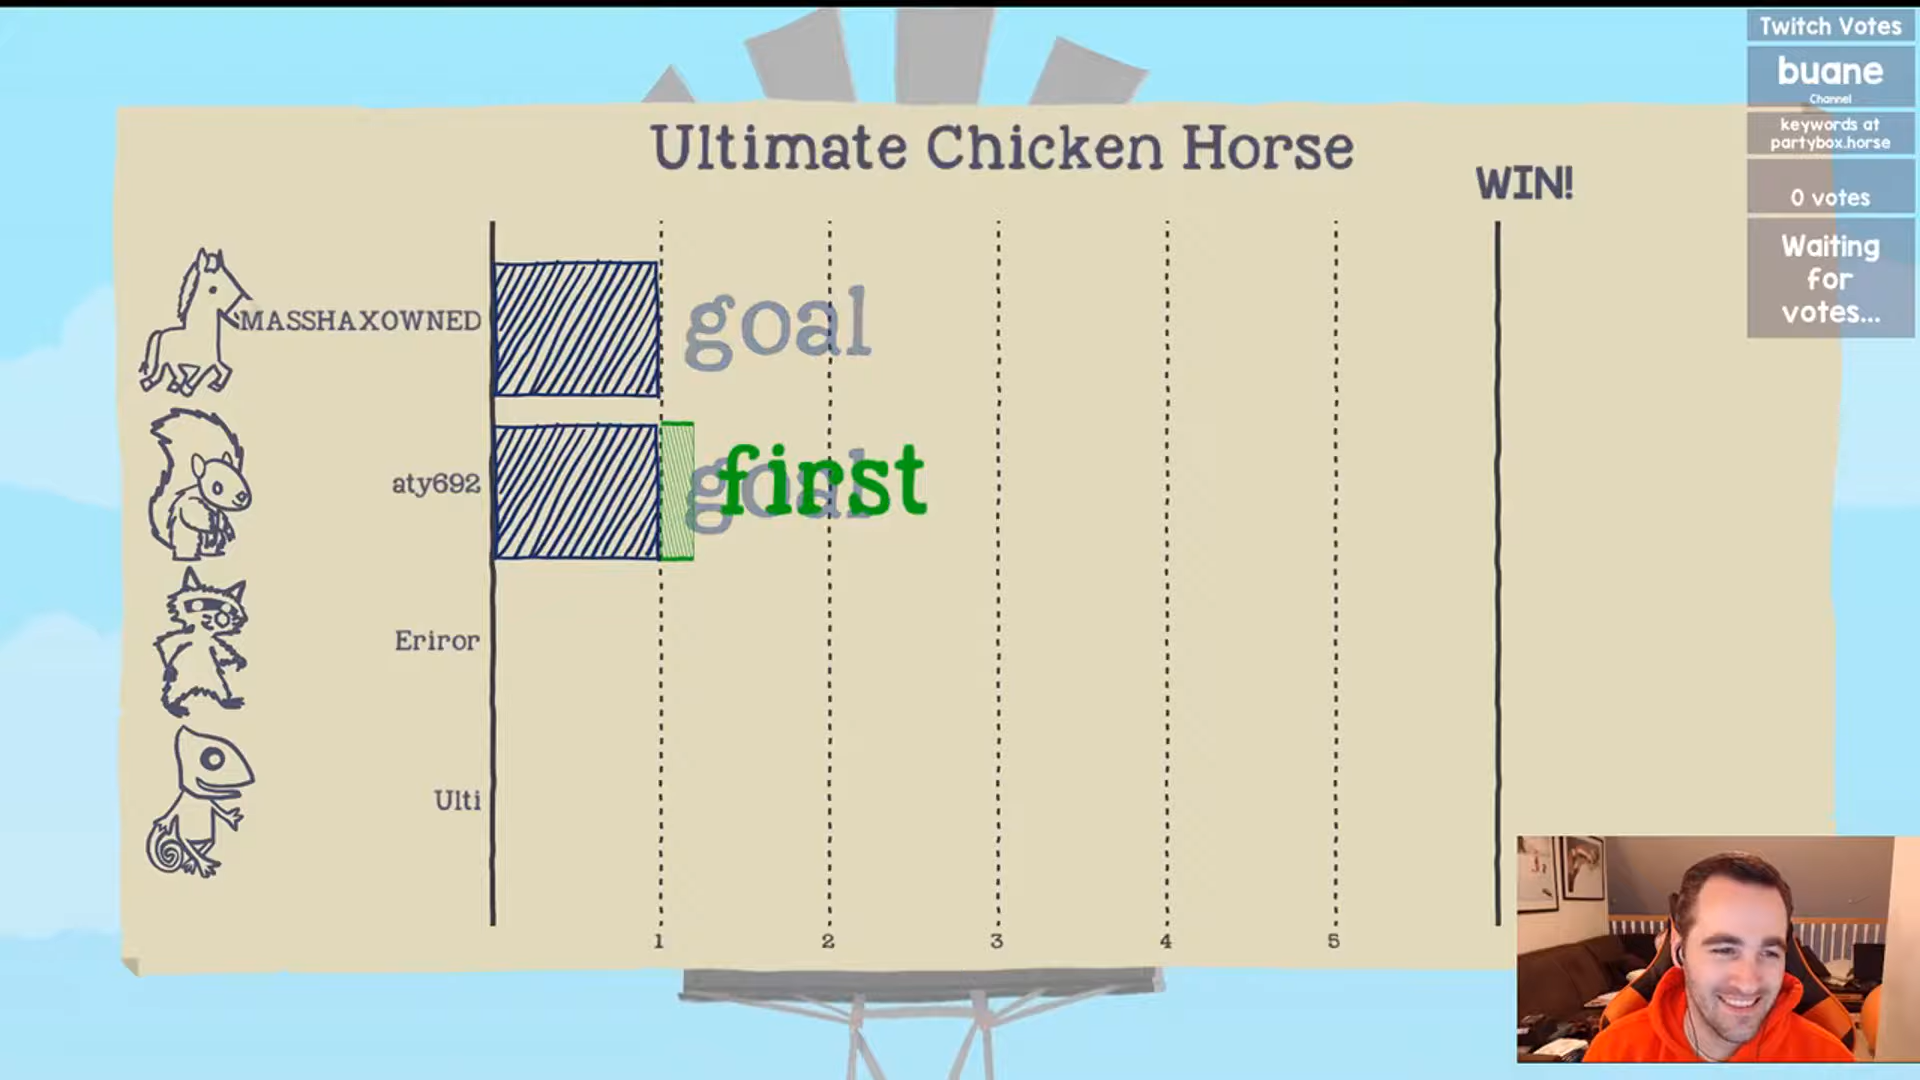 Ultimate Chicken Horse
WIN!
MASSHAXOWNED
goal
aty692
goal
first
Eriror
Ulti
1 2 3 4 5
Twitch Votes
buane
Channel
keywords at
partybox.horse
0 votes
Waiting
for
votes...